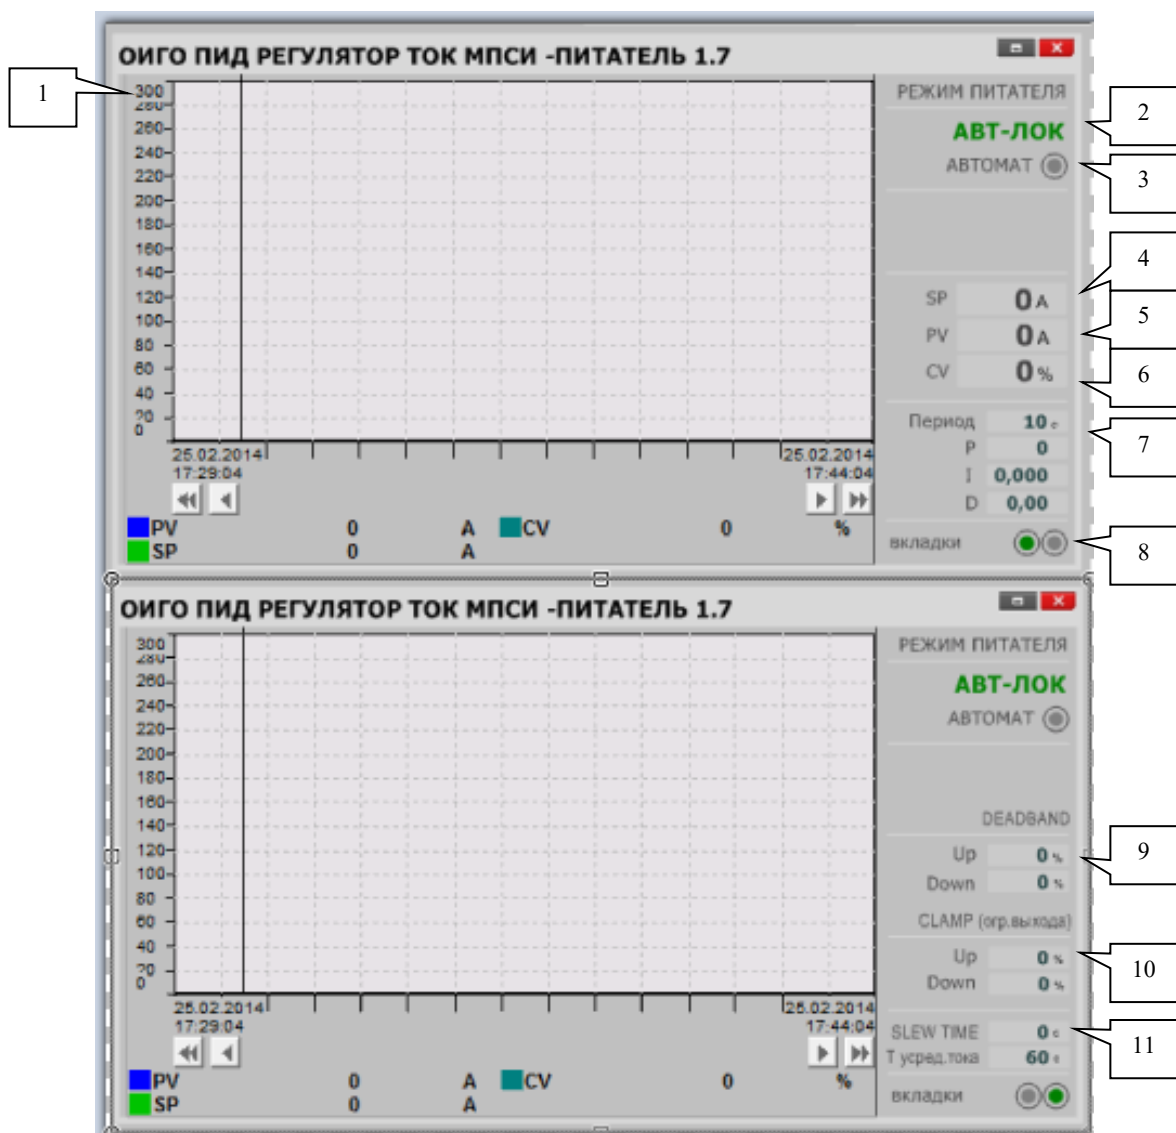 ОИГО ПИД РЕГУЛЯТОР ТОК МПСИ -ПИТАТЕЛЬ 1.7
1
300
280
260
240
220
200
180
160
140
120
100
80
60
40
20
0
25.02.2014 25.02.2014
17:29:04 17:44:04
PV 0 A CV 0 %
SP 0 A
РЕЖИМ ПИТАТЕЛЯ
АВТ-ЛОК
АВТОМАТ
SP 0 A
PV 0 A
CV 0 %
Период 10 с
P 0
I 0,000
D 0,00
вкладки
2
3
4
5
6
7
8
ОИГО ПИД РЕГУЛЯТОР ТОК МПСИ -ПИТАТЕЛЬ 1.7
300
280
260
240
220
200
180
160
140
120
100
80
60
40
20
0
25.02.2014 25.02.2014
17:29:04 17:44:04
PV 0 A CV 0 %
SP 0 A
РЕЖИМ ПИТАТЕЛЯ
АВТ-ЛОК
АВТОМАТ
DEADBAND
Up 0 %
Down 0 %
CLAMP (огр.выхода)
Up 0 %
Down 0 %
SLEW TIME 0 с
Т усред.тока 60 с
вкладки
9
10
11